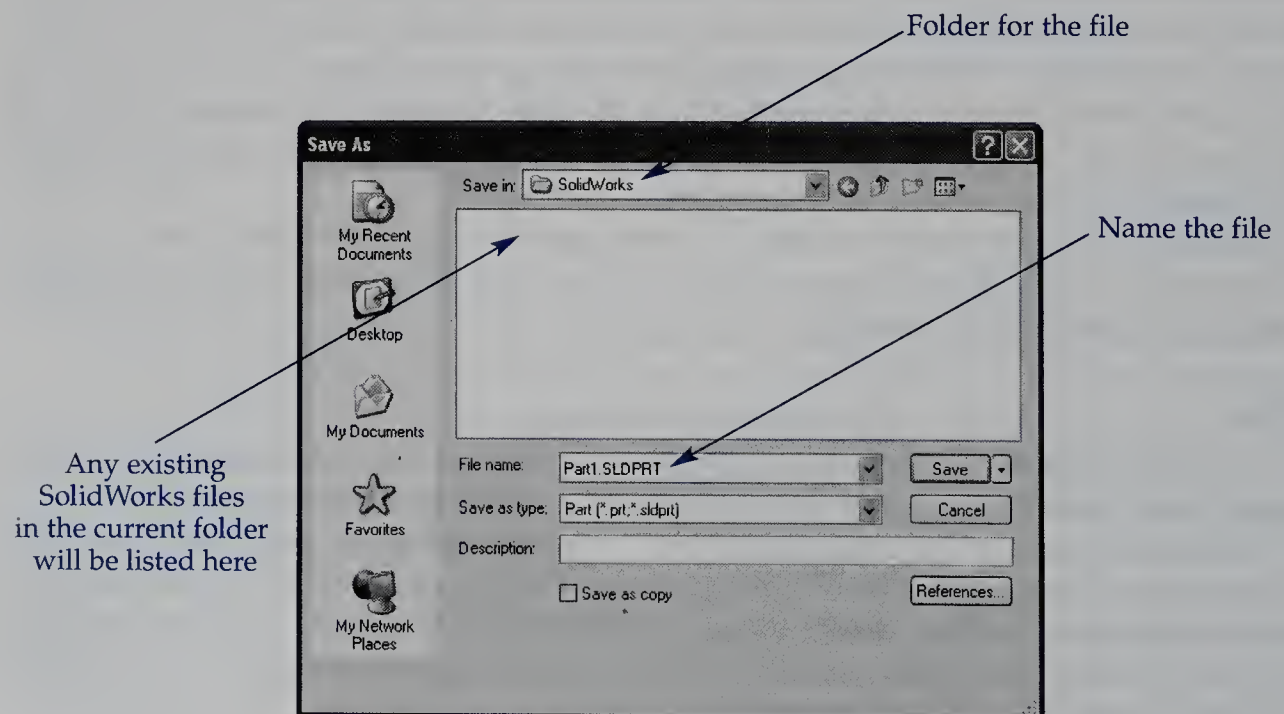 Folder for the file
Save As
Save in: SolidWorks
My Recent
Documents
Name the file
Desktop
My Documents
Any existing
SolidWorks files
in the current folder
will be listed here
File name: Part1.SLDPRT Save
Save as type: Part (*.prt;*.sldprt) Cancel
Favorites
Description:
Save as copy References...
My Network
Places